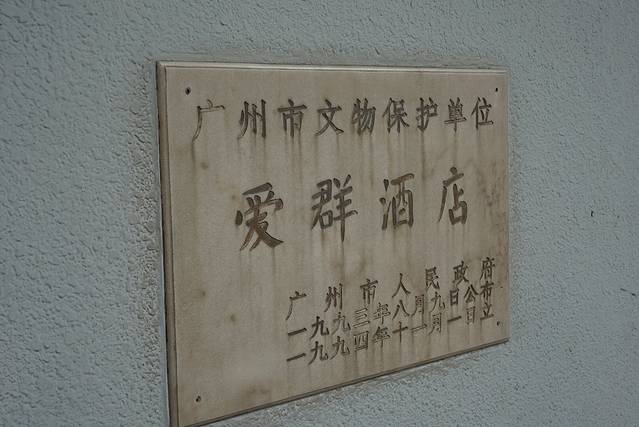 广州市文物保护单位
爱群酒店
广州市人民政府
一九九三年八月九日公布
一九九四年十一月一日立